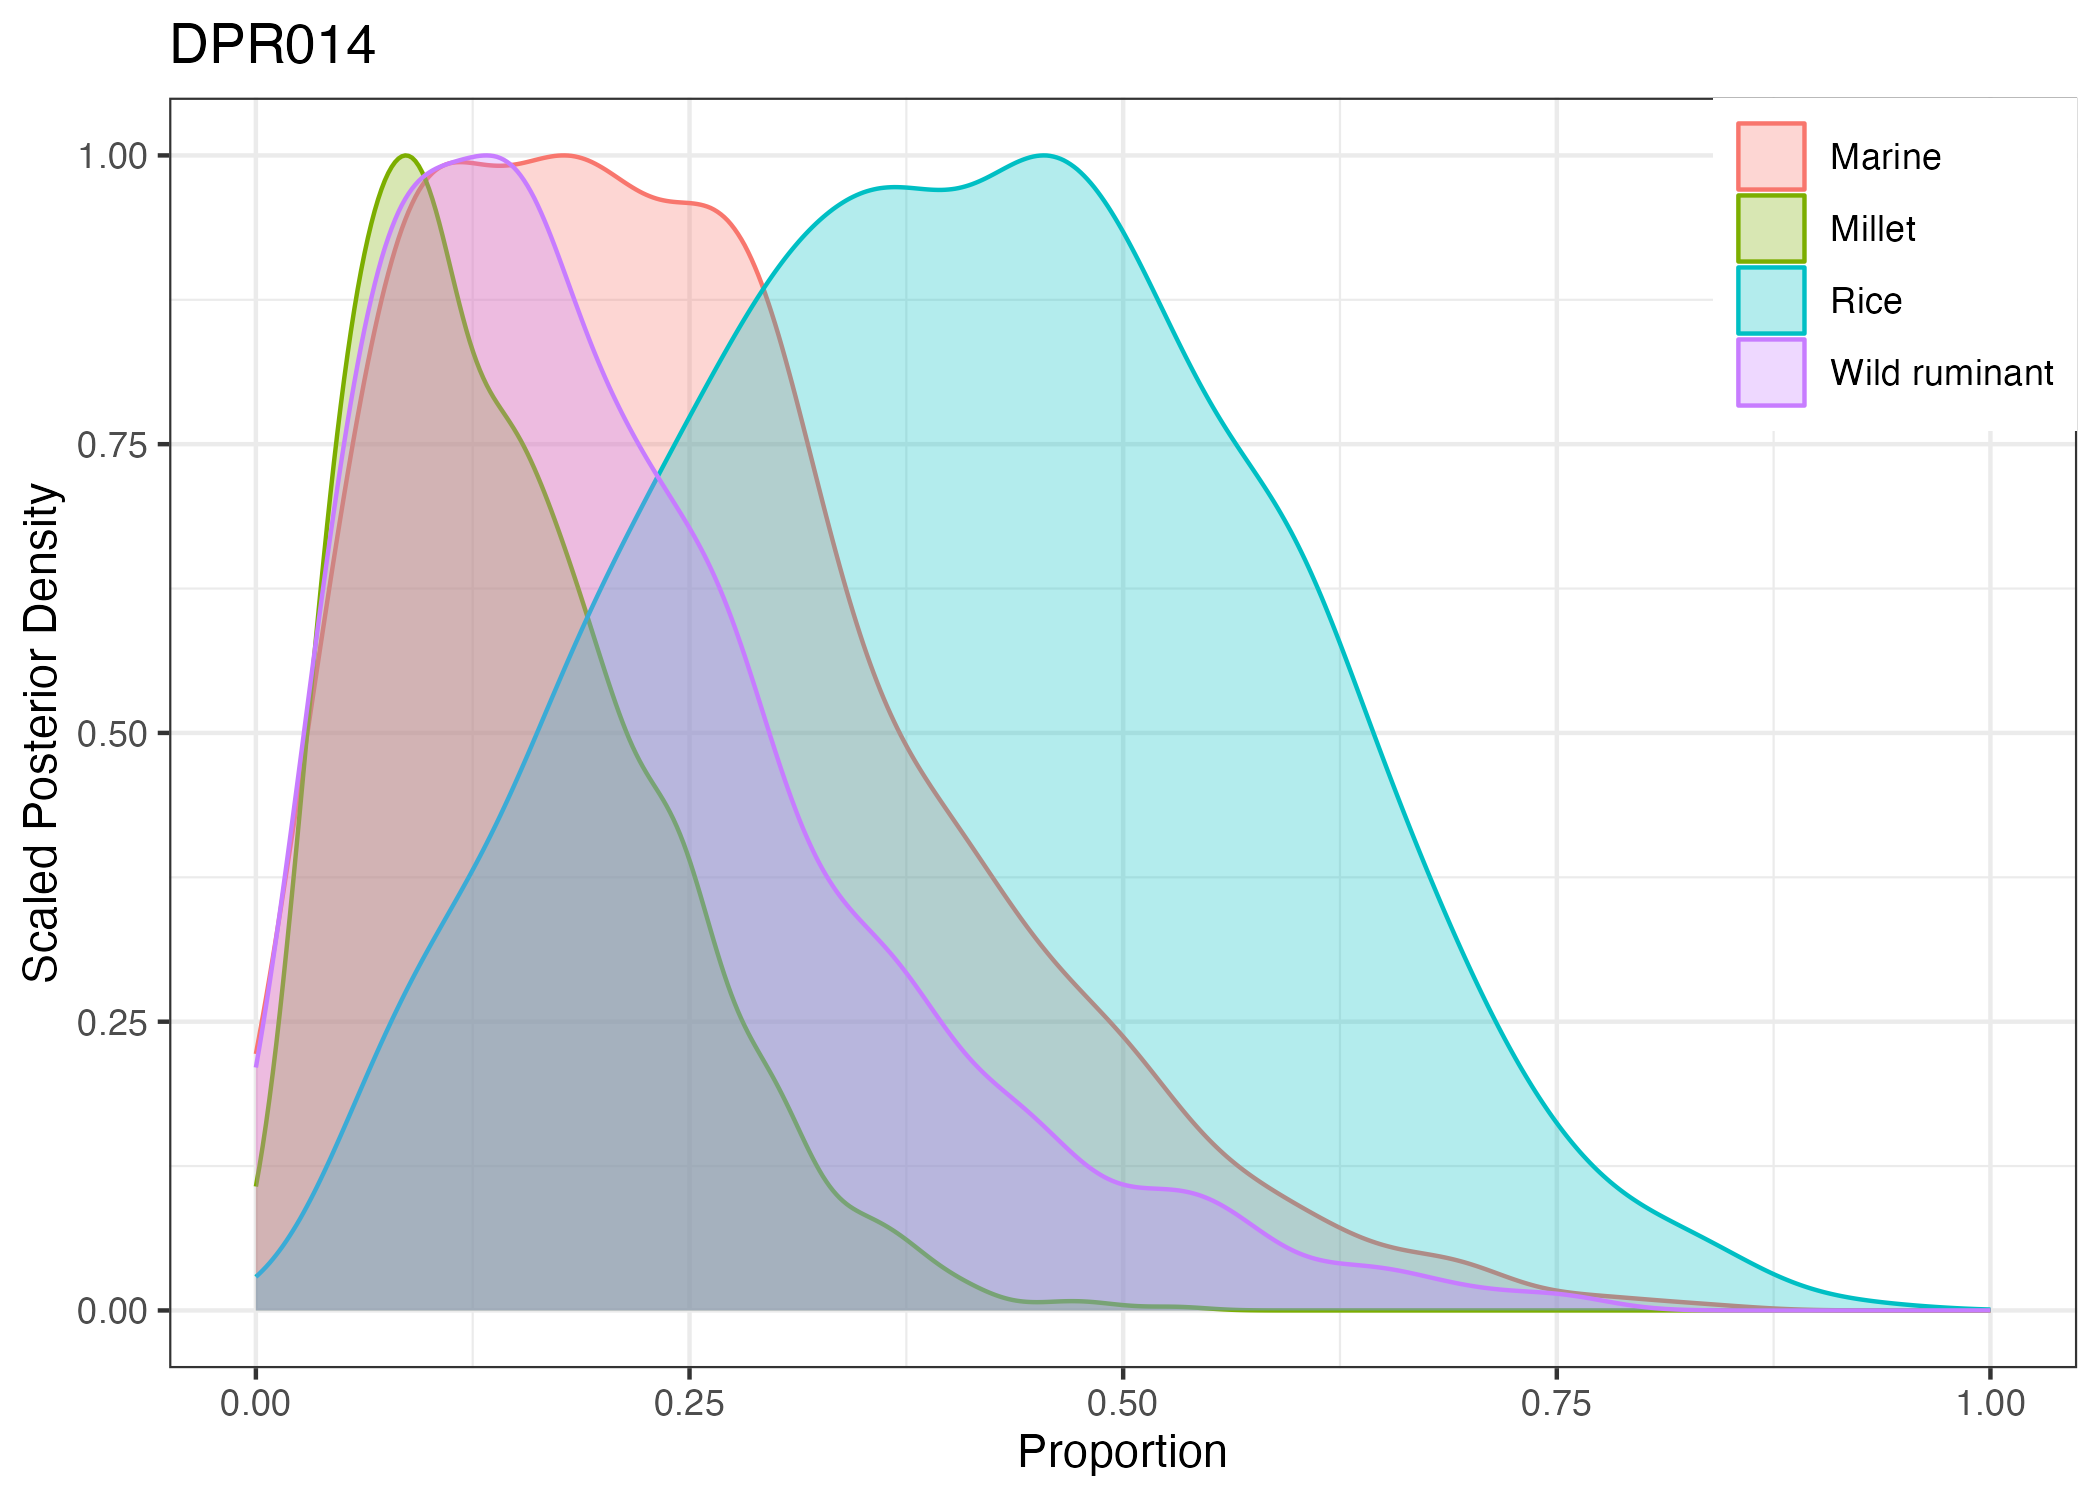 DPR014
Marine
Millet
Rice
Wild ruminant
Scaled Posterior Density
1.00
0.75
0.50
0.25
0.00
0.00 0.25 0.50 0.75 1.00
Proportion